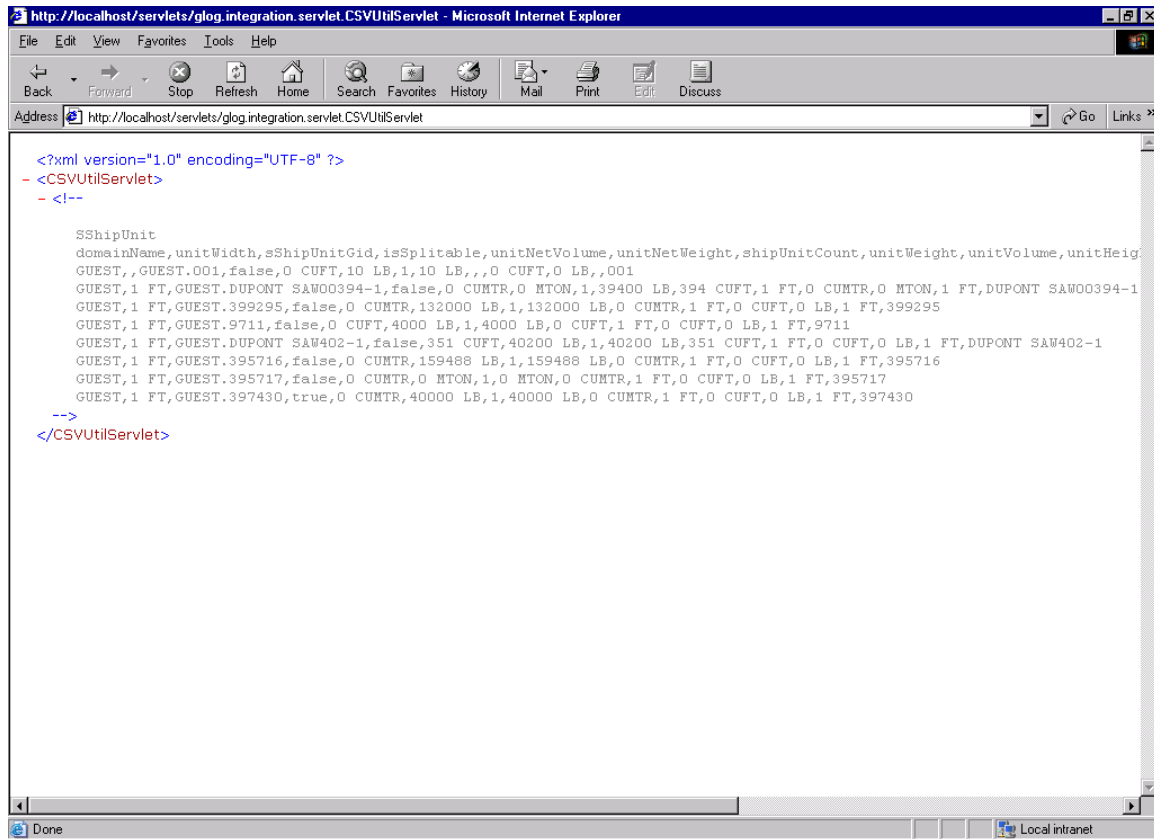 http://localhost/servlets/glog.integration.servlet.CSVUtilServlet - Microsoft Internet Explorer
File Edit View Favorites Tools Help
Back Forward Stop Refresh Home Search Favorites History Mail Print Edit Discuss
Address http://localhost/servlets/glog.integration.servlet.CSVUtilServlet Go Links »
<?xml version="1.0" encoding="UTF-8" ?>
- <CSVUtilServlet>
- <!--
SShipUnit
domainName,unitWidth,sShipUnitGid,isSplitable,unitNetVolume,unitNetWeight,shipUnitCount,unitWeight,unitVolume,unitHeig
GUEST,,GUEST.001,false,0 CUFT,10 LB,1,10 LB,,,0 CUFT,0 LB,,001
GUEST,1 FT,GUEST.DUPONT SAW00394-1,false,0 CUMTR,0 MTON,1,39400 LB,394 CUFT,1 FT,0 CUMTR,0 MTON,1 FT,DUPONT SAW00394-1
GUEST,1 FT,GUEST.399295,false,0 CUMTR,132000 LB,1,132000 LB,0 CUMTR,1 FT,0 CUFT,0 LB,1 FT,399295
GUEST,1 FT,GUEST.9711,false,0 CUFT,4000 LB,1,4000 LB,0 CUFT,1 FT,0 CUFT,0 LB,1 FT,9711
GUEST,1 FT,GUEST.DUPONT SAW402-1,false,351 CUFT,40200 LB,1,40200 LB,351 CUFT,1 FT,0 CUFT,0 LB,1 FT,DUPONT SAW402-1
GUEST,1 FT,GUEST.395716,false,0 CUMTR,159488 LB,1,159488 LB,0 CUMTR,1 FT,0 CUFT,0 LB,1 FT,395716
GUEST,1 FT,GUEST.395717,false,0 CUMTR,0 MTON,1,0 MTON,0 CUMTR,1 FT,0 CUFT,0 LB,1 FT,395717
GUEST,1 FT,GUEST.397430,true,0 CUMTR,40000 LB,1,40000 LB,0 CUMTR,1 FT,0 CUFT,0 LB,1 FT,397430
-->
</CSVUtilServlet>
Done Local intranet